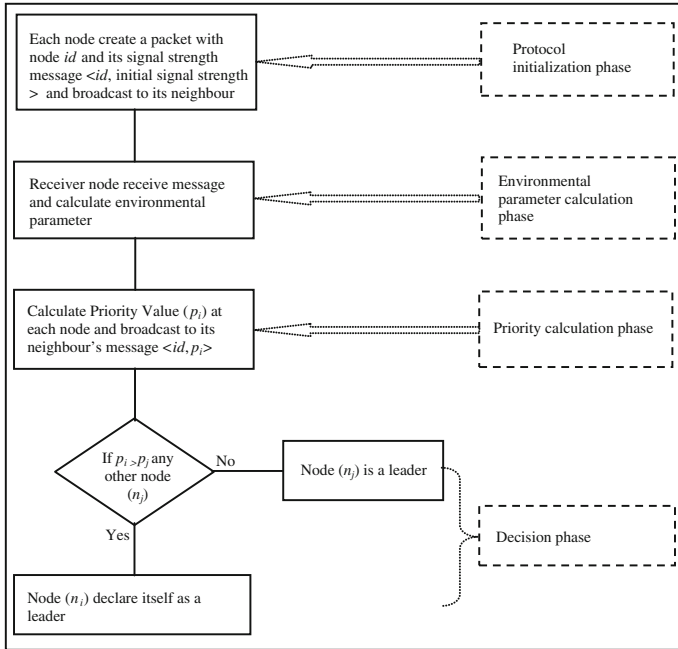 Each node create a packet with
node id and its signal strength
message <id, initial signal strength
> and broadcast to its neighbour
Protocol
initialization phase
Receiver node receive message
and calculate environmental
parameter
Environmental
parameter calculation
phase
Calculate Priority Value (pi) at
each node and broadcast to its
neighbour's message <id, pi>
Priority calculation phase
If pi >pj any
other node
(nj)
No
Node (nj) is a leader
Yes
Decision phase
Node (ni) declare itself as a
leader